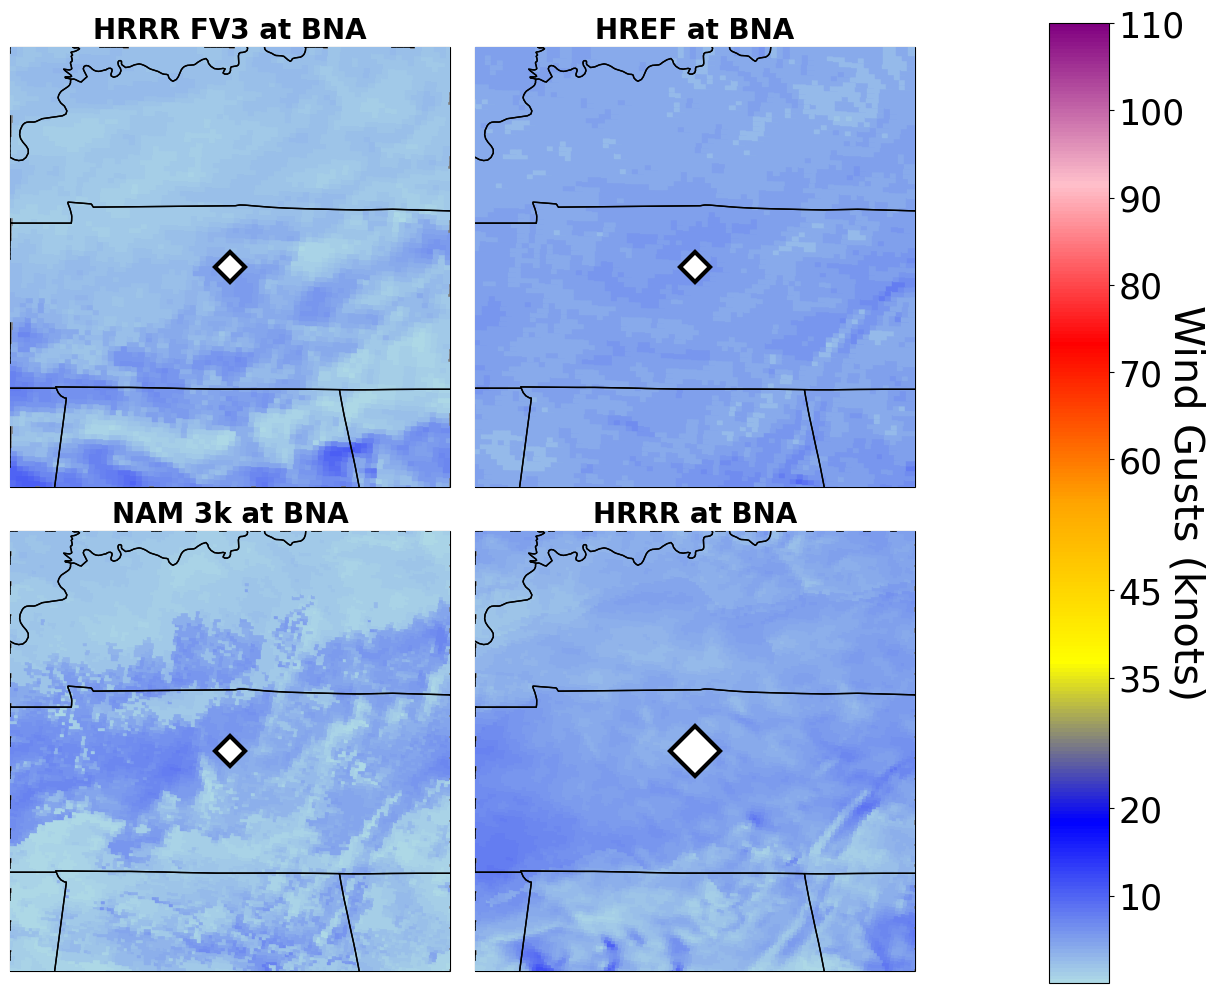 HRRR FV3 at BNA
HREF at BNA
NAM 3k at BNA
HRRR at BNA
110
100
90
80
70
60
45
35
20
10
Wind Gusts (knots)